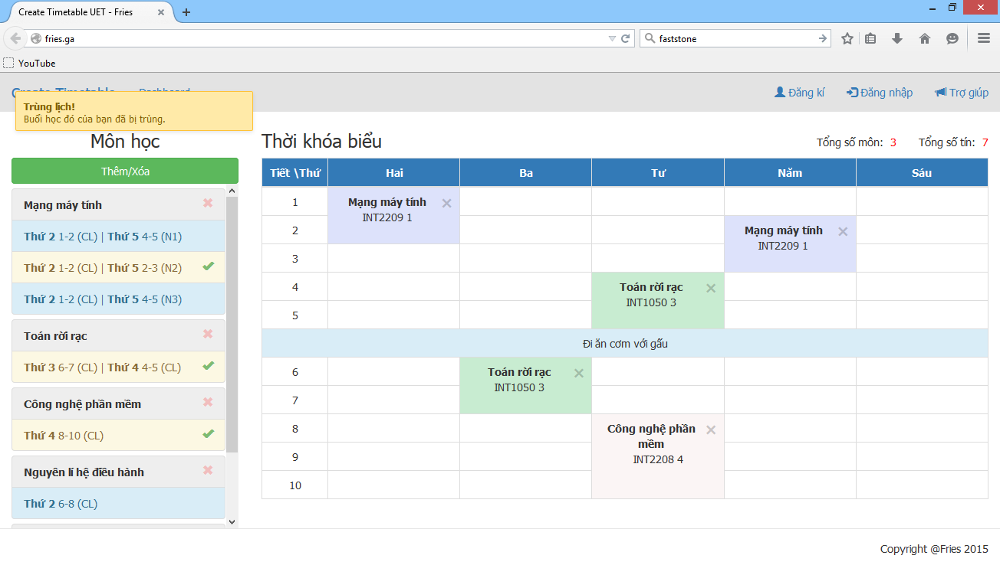 Create Timetable UET - Fries
fries.ga
faststone
YouTube
Create Timetable Dashboard
Đăng kí Đăng nhập Trợ giúp
Trùng lịch!
Buổi học đó của bạn đã bị trùng.
Môn học
Thêm/Xóa
Mạng máy tính
Thứ 2 1-2 (CL) | Thứ 5 4-5 (N1)
Thứ 2 1-2 (CL) | Thứ 5 2-3 (N2)
Thứ 2 1-2 (CL) | Thứ 5 4-5 (N3)
Toán rời rạc
Thứ 3 6-7 (CL) | Thứ 4 4-5 (CL)
Công nghệ phần mềm
Thứ 4 8-10 (CL)
Nguyên lí hệ điều hành
Thứ 2 6-8 (CL)
Thời khóa biểu
Tổng số môn: 3 Tổng số tín: 7
Tiết \Thứ Hai Ba Tư Năm Sáu
1
Mạng máy tính
INT2209 1
2
Mạng máy tính
INT2209 1
3
4
Toán rời rạc
INT1050 3
5
Đi ăn cơm với gấu
6
Toán rời rạc
INT1050 3
7
8
Công nghệ phần
mềm
INT2208 4
9
10
Copyright @Fries 2015